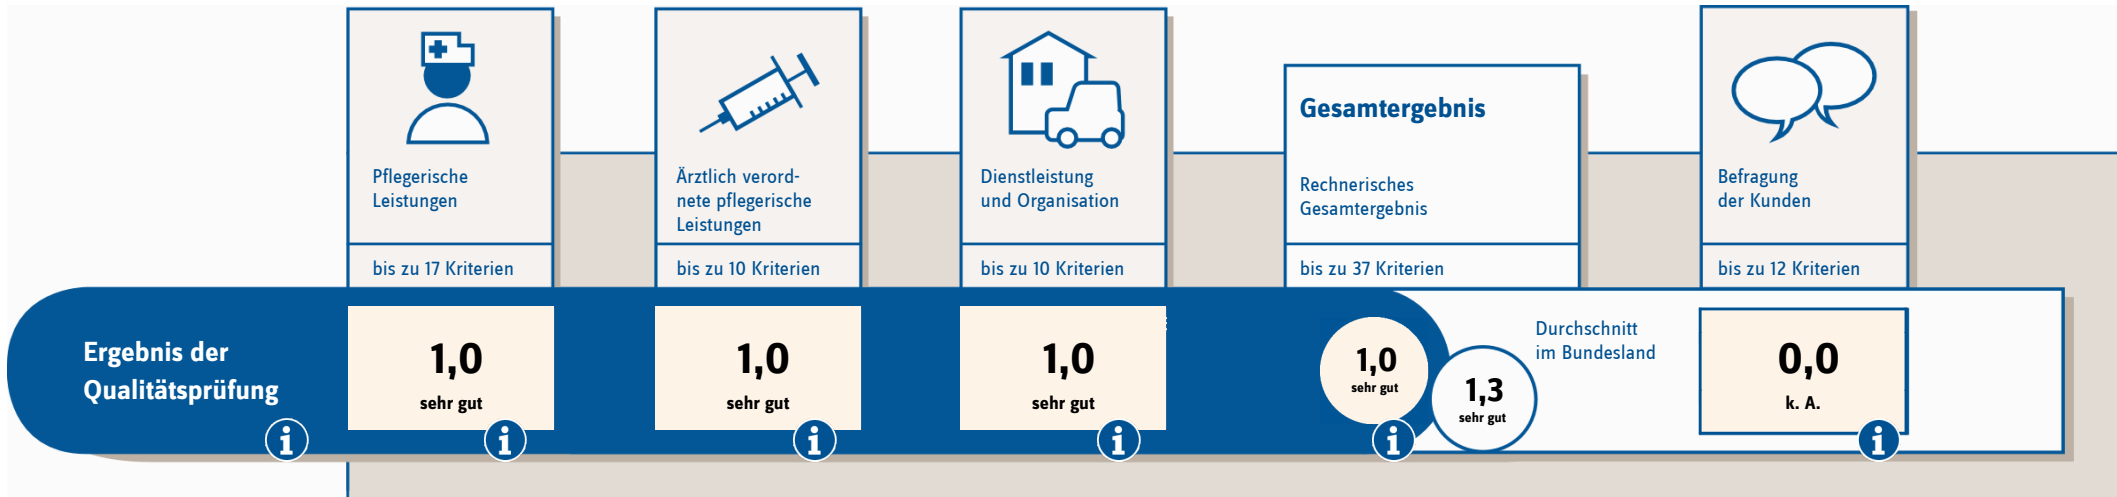 Pflegerische
Leistungen
bis zu 17 Kriterien
Ärztlich verord-
nete pflegerische
Leistungen
bis zu 10 Kriterien
Dienstleistung
und Organisation
bis zu 10 Kriterien
Gesamtergebnis
Rechnerisches
Gesamtergebnis
bis zu 37 Kriterien
Befragung
der Kunden
bis zu 12 Kriterien
Ergebnis der
Qualitätsprüfung
i
1,0
sehr gut
i
1,0
sehr gut
i
1,0
sehr gut
i
1,0
sehr gut
i
1,3
sehr gut
Durchschnitt
im Bundesland
0,0
k. A.
i